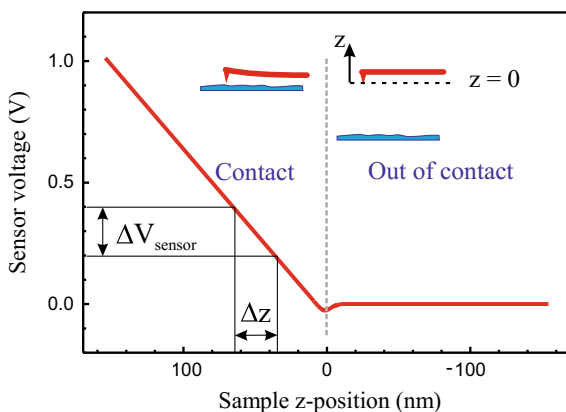 Sensor voltage (V)
1.0
0.5
0.0
z
z = 0
Contact
Out of contact
ΔV_sensor
Δz
100
0
-100
Sample z-position (nm)